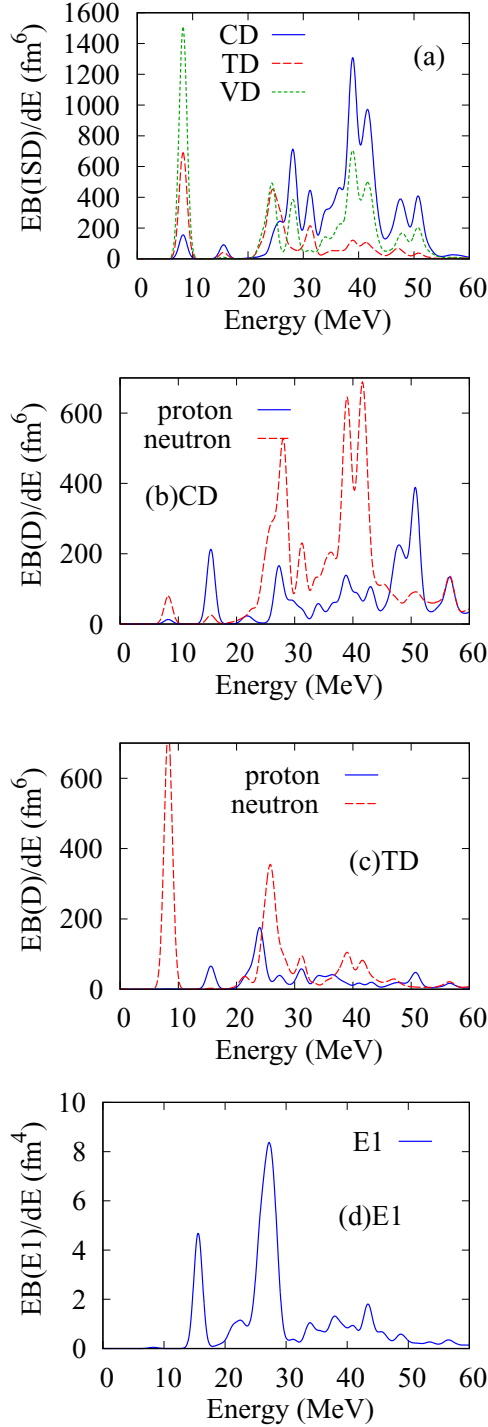 EB(ISD)/dE (fm⁶)
1600
1400
1200
1000
800
600
400
200
0
CD
TD
VD
(a)
0 10 20 30 40 50 60
Energy (MeV)
EB(D)/dE (fm⁶)
600
400
200
0
proton
neutron
(b)CD
0 10 20 30 40 50 60
Energy (MeV)
EB(D)/dE (fm⁶)
600
400
200
0
proton
neutron
(c)TD
0 10 20 30 40 50 60
Energy (MeV)
EB(E1)/dE (fm⁴)
10
8
6
4
2
0
E1
(d)E1
0 10 20 30 40 50 60
Energy (MeV)